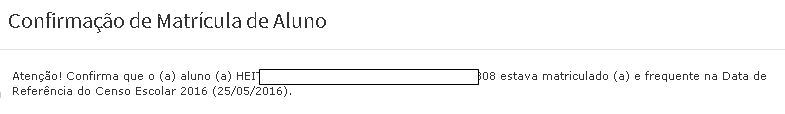 Confirmação de Matrícula de Aluno
Atenção! Confirma que o (a) aluno (a) HEIT 308 estava matriculado (a) e frequente na Data de
Referência do Censo Escolar 2016 (25/05/2016).